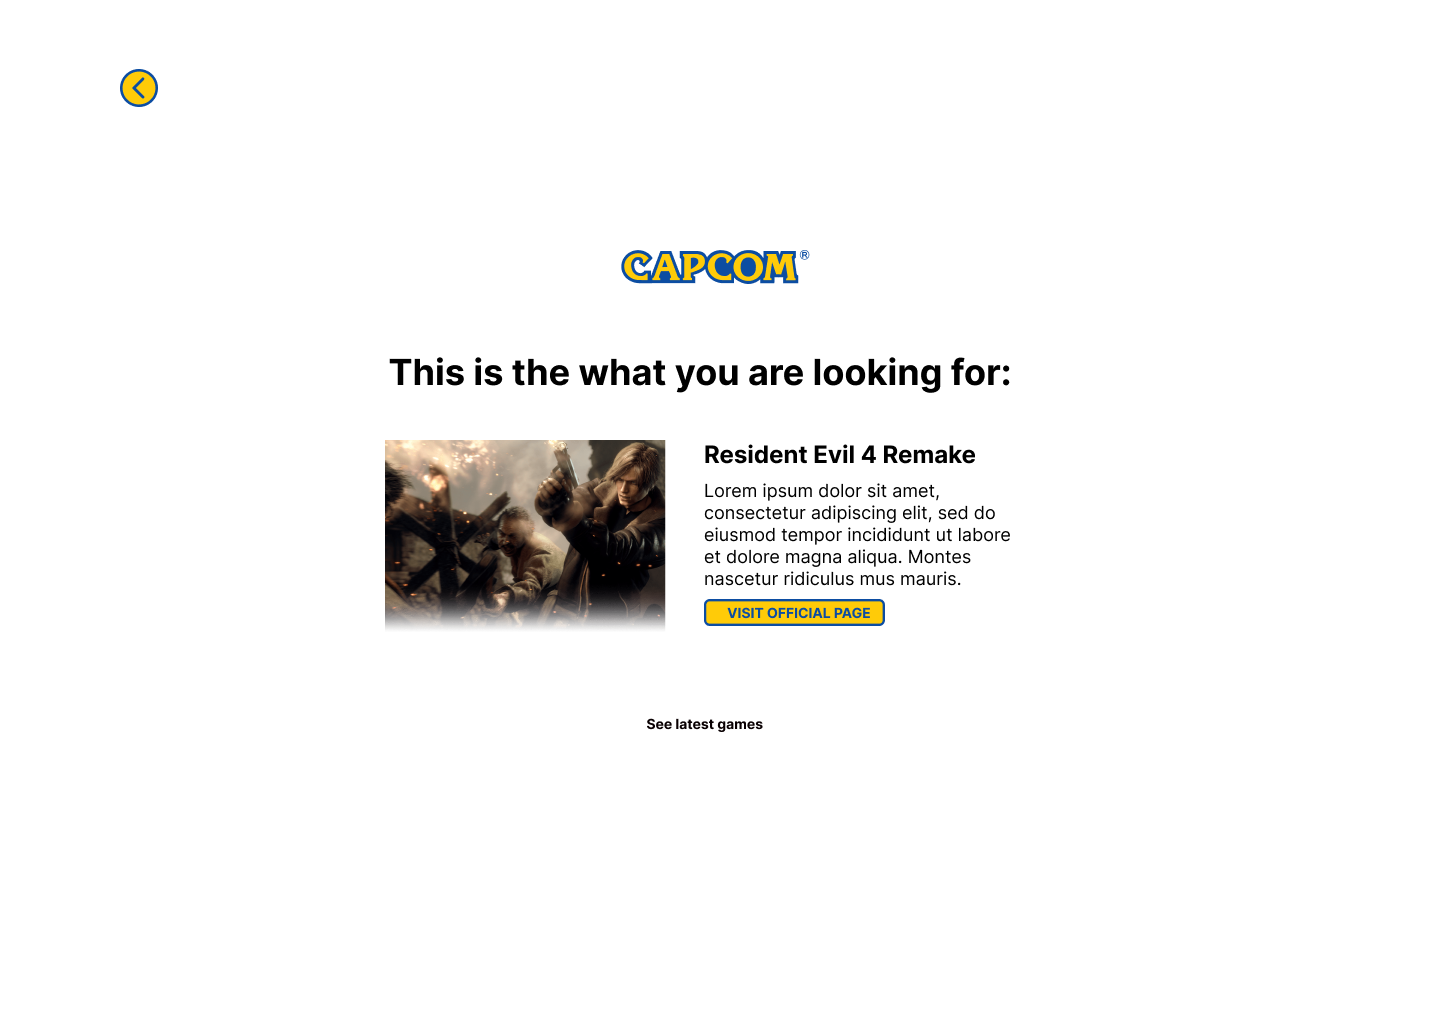 CAPCOM®
This is the what you are looking for:
Resident Evil 4 Remake
Lorem ipsum dolor sit amet,
consectetur adipiscing elit, sed do
eiusmod tempor incididunt ut labore
et dolore magna aliqua. Montes
nascetur ridiculus mus mauris.
VISIT OFFICIAL PAGE
See latest games